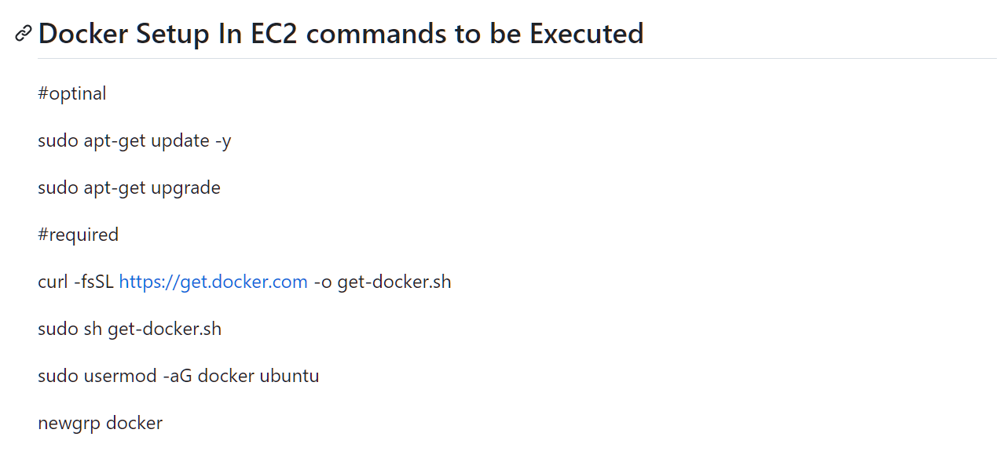 Docker Setup In EC2 commands to be Executed
#optinal
sudo apt-get update -y
sudo apt-get upgrade
#required
curl -fsSL https://get.docker.com -o get-docker.sh
sudo sh get-docker.sh
sudo usermod -aG docker ubuntu
newgrp docker